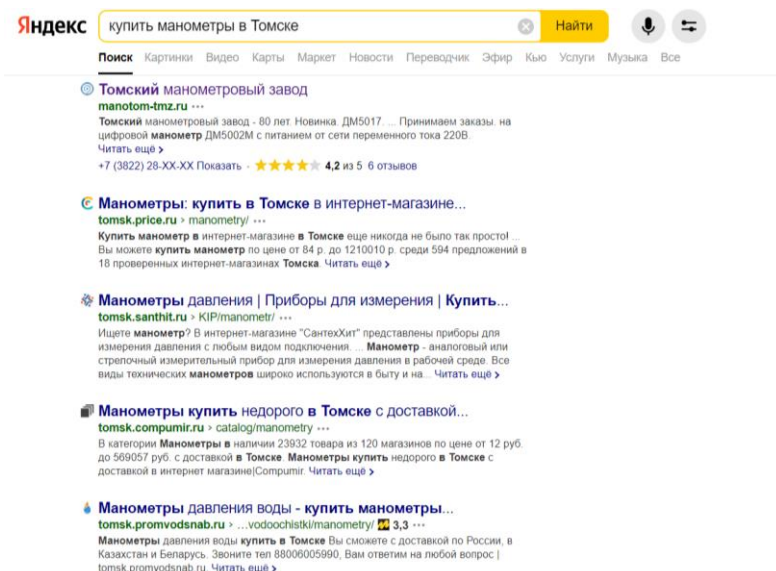 Яндекс
купить манометры в Томске
Найти
Поиск Картинки Видео Карты Маркет Новости Переводчик Эфир Кью Услуги Музыка Все
Томский манометровый завод
manotom-tmz.ru
Томский манометровый завод - 80 лет. Новинка. ДМ5017. ... Принимаем заказы. на
цифровой манометр ДМ5002М с питанием от сети переменного тока 220В.
Читать ещё >
+7 (3822) 28-XX-XX Показать · 4,2 из 5 6 отзывов
Манометры: купить в Томске в интернет-магазине...
tomsk.price.ru > manometry/ ···
Купить манометр в интернет-магазине в Томске еще никогда не было так просто! ...
Вы можете купить манометр по цене от 84 р. до 1210010 р. среди 594 предложений в
18 проверенных интернет-магазинах Томска. Читать ещё >
Манометры давления | Приборы для измерения | Купить...
tomsk.santhit.ru > KIP/manometr/ ···
Ищете манометр? В интернет-магазине "СантехХит" представлены приборы для
измерения давления с любым видом подключения. ... Манометр - аналоговый или
стрелочный измерительный прибор для измерения давления в рабочей среде. Все
виды технических манометров широко используются в быту и на... Читать ещё >
Манометры купить недорого в Томске с доставкой...
tomsk.compumir.ru > catalog/manometry ···
В категории Манометры в наличии 23932 товара из 120 магазинов по цене от 12 руб.
до 569057 руб. с доставкой в Томске. Манометры купить недорого в Томске с
доставкой в интернет магазине|Compumir. Читать ещё >
Манометры давления воды - купить манометры...
tomsk.promvodsnab.ru > ...vodoochistki/manometry/ 3,3 ···
Манометры давления воды купить в Томске Вы сможете с доставкой по России, в
Казахстан и Беларусь. Звоните тел 88006005990, Вам ответим на любой вопрос |
tomsk.promvodsnab.ru. Читать ещё >